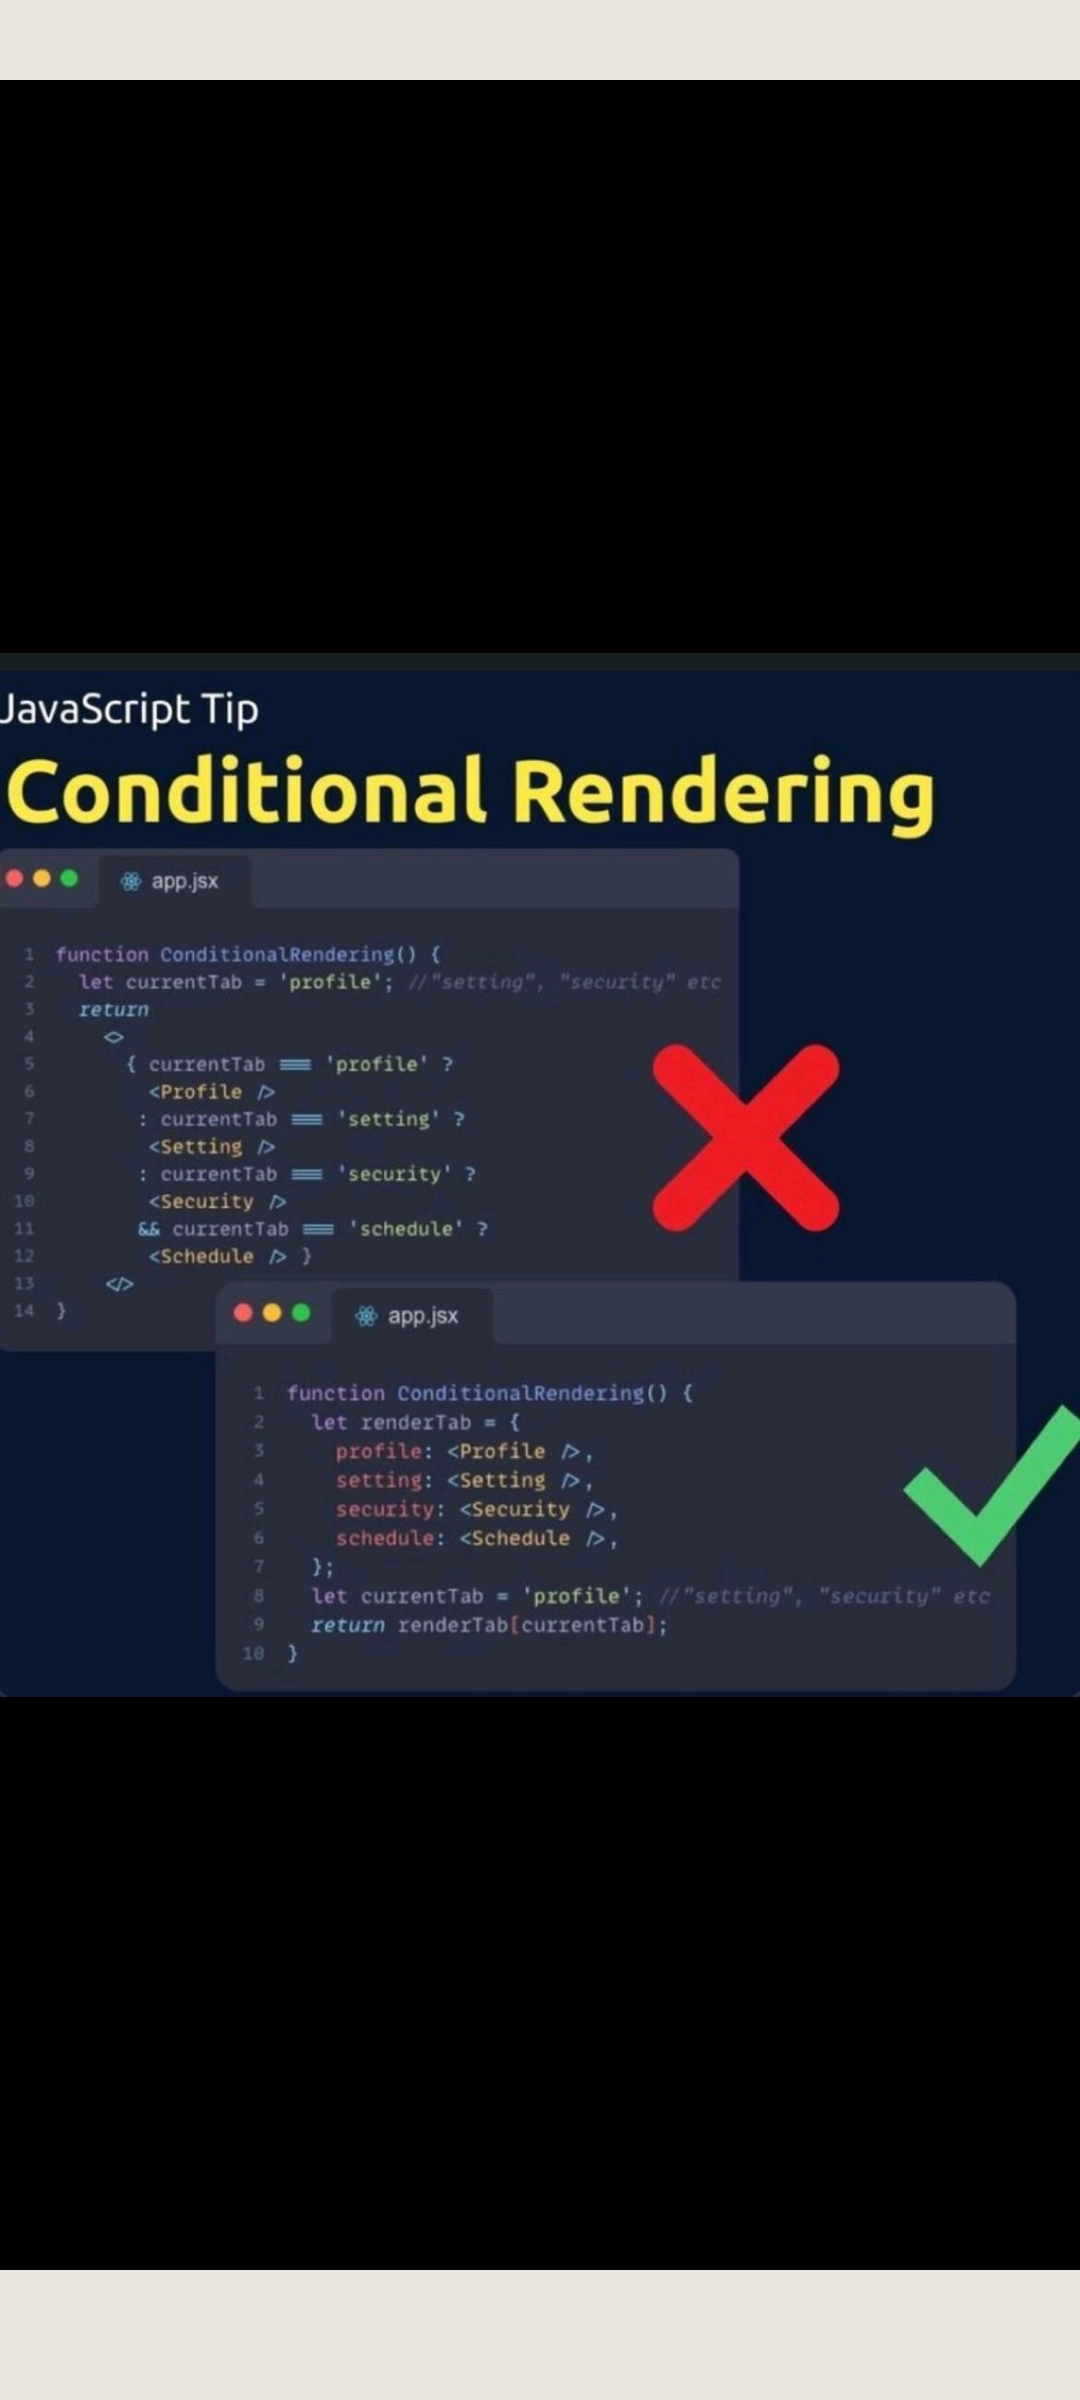 JavaScript Tip
Conditional Rendering
app.jsx
1 function ConditionalRendering() {
2 let currentTab = 'profile'; //"setting", "security" etc
3 return
4 <>
5 { currentTab === 'profile' ?
6 <Profile />
7 : currentTab === 'setting' ?
8 <Setting />
9 : currentTab === 'security' ?
10 <Security />
11 && currentTab === 'schedule' ?
12 <Schedule /> }
13 </>
14 }
app.jsx
1 function ConditionalRendering() {
2 let renderTab = {
3 profile: <Profile />,
4 setting: <Setting />,
5 security: <Security />,
6 schedule: <Schedule />,
7 };
8 let currentTab = 'profile'; //"setting", "security" etc
9 return renderTab[currentTab];
10 }